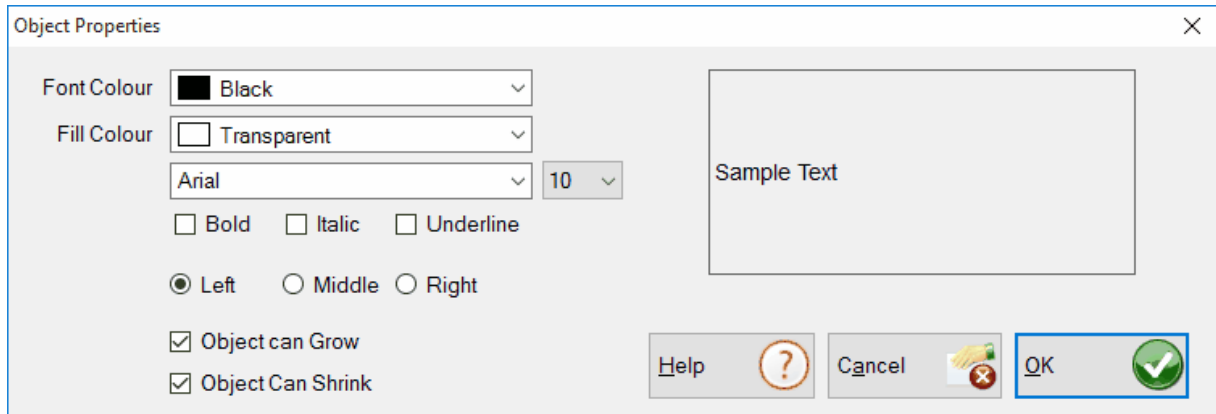 Object Properties
Font Colour Black
Fill Colour Transparent
Arial 10
Sample Text
Bold Italic Underline
Left Middle Right
Object can Grow
Object Can Shrink
Help Cancel OK